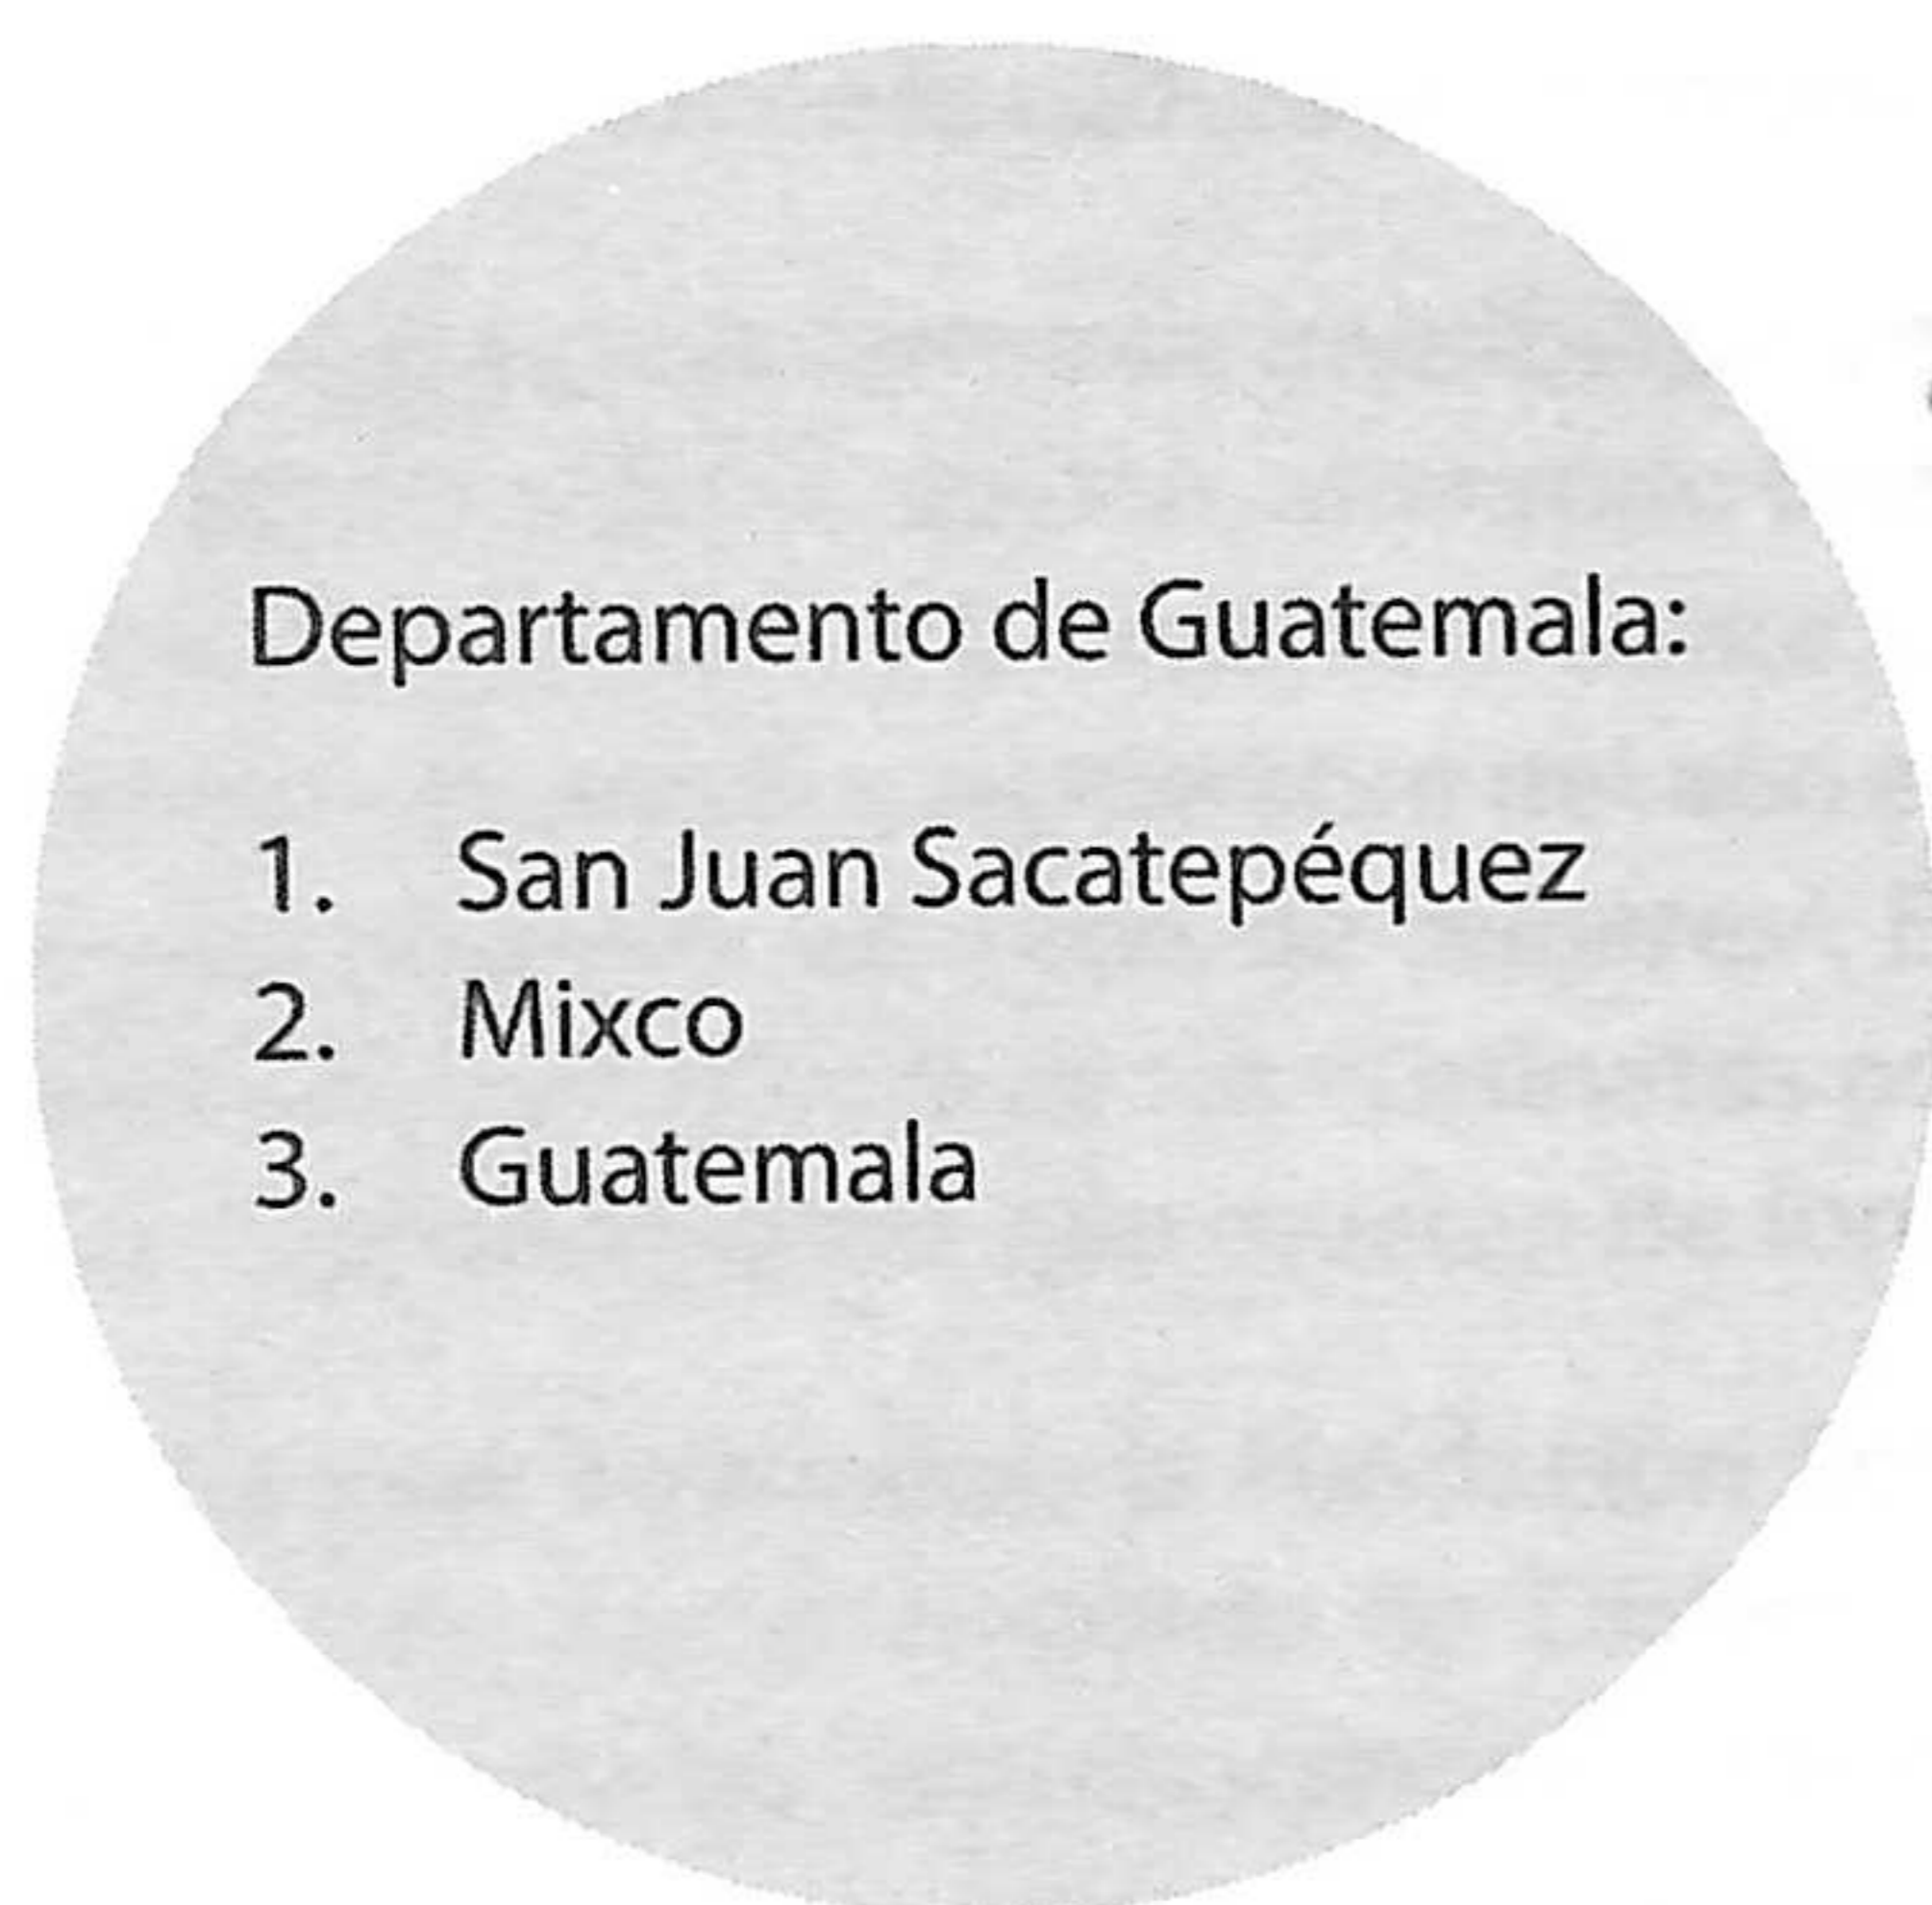 Departamento de Guatemala:
1. San Juan Sacatepéquez
2. Mixco
3. Guatemala